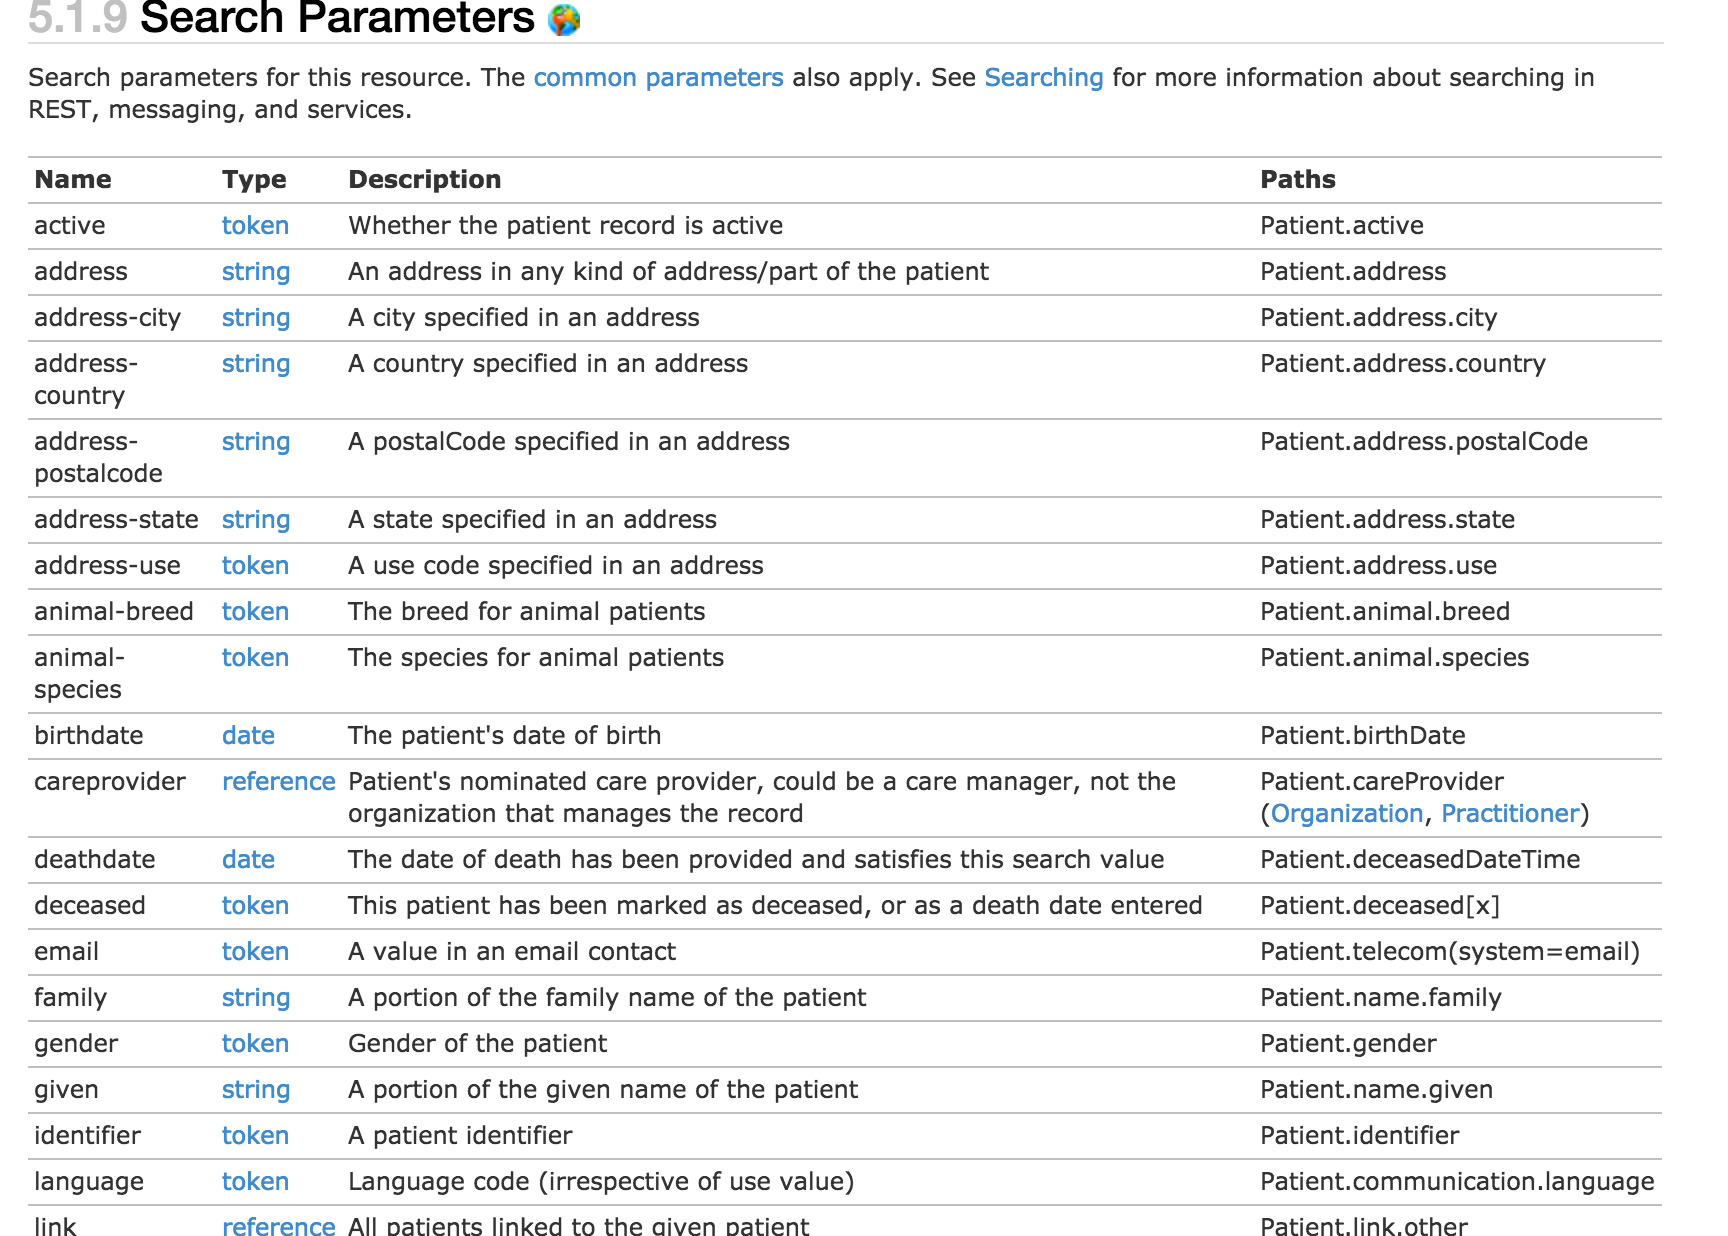 5.1.9 Search Parameters
Search parameters for this resource. The common parameters also apply. See Searching for more information about searching in
REST, messaging, and services.
Name Type Description Paths
active token Whether the patient record is active Patient.active
address string An address in any kind of address/part of the patient Patient.address
address-city string A city specified in an address Patient.address.city
address- string A country specified in an address Patient.address.country
country
address- string A postalCode specified in an address Patient.address.postalCode
postalcode
address-state string A state specified in an address Patient.address.state
address-use token A use code specified in an address Patient.address.use
animal-breed token The breed for animal patients Patient.animal.breed
animal- token The species for animal patients Patient.animal.species
species
birthdate date The patient's date of birth Patient.birthDate
careprovider reference Patient's nominated care provider, could be a care manager, not the Patient.careProvider
organization that manages the record (Organization, Practitioner)
deathdate date The date of death has been provided and satisfies this search value Patient.deceasedDateTime
deceased token This patient has been marked as deceased, or as a death date entered Patient.deceased[x]
email token A value in an email contact Patient.telecom(system=email)
family string A portion of the family name of the patient Patient.name.family
gender token Gender of the patient Patient.gender
given string A portion of the given name of the patient Patient.name.given
identifier token A patient identifier Patient.identifier
language token Language code (irrespective of use value) Patient.communication.language
link reference All patients linked to the given patient Patient.link.other